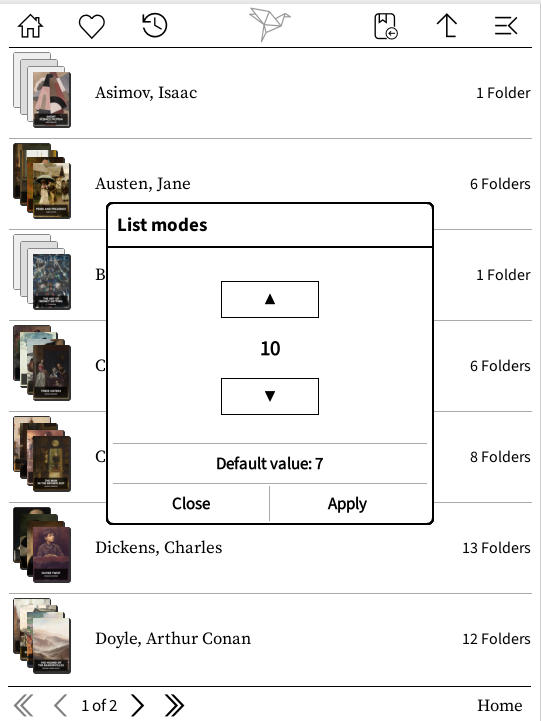 Asimov, Isaac
1 Folder
Austen, Jane
6 Folders
List modes
B
1 Folder
▲
10
C
6 Folders
▼
C
8 Folders
Default value: 7
Close
Apply
Dickens, Charles
13 Folders
Doyle, Arthur Conan
12 Folders
1 of 2
Home